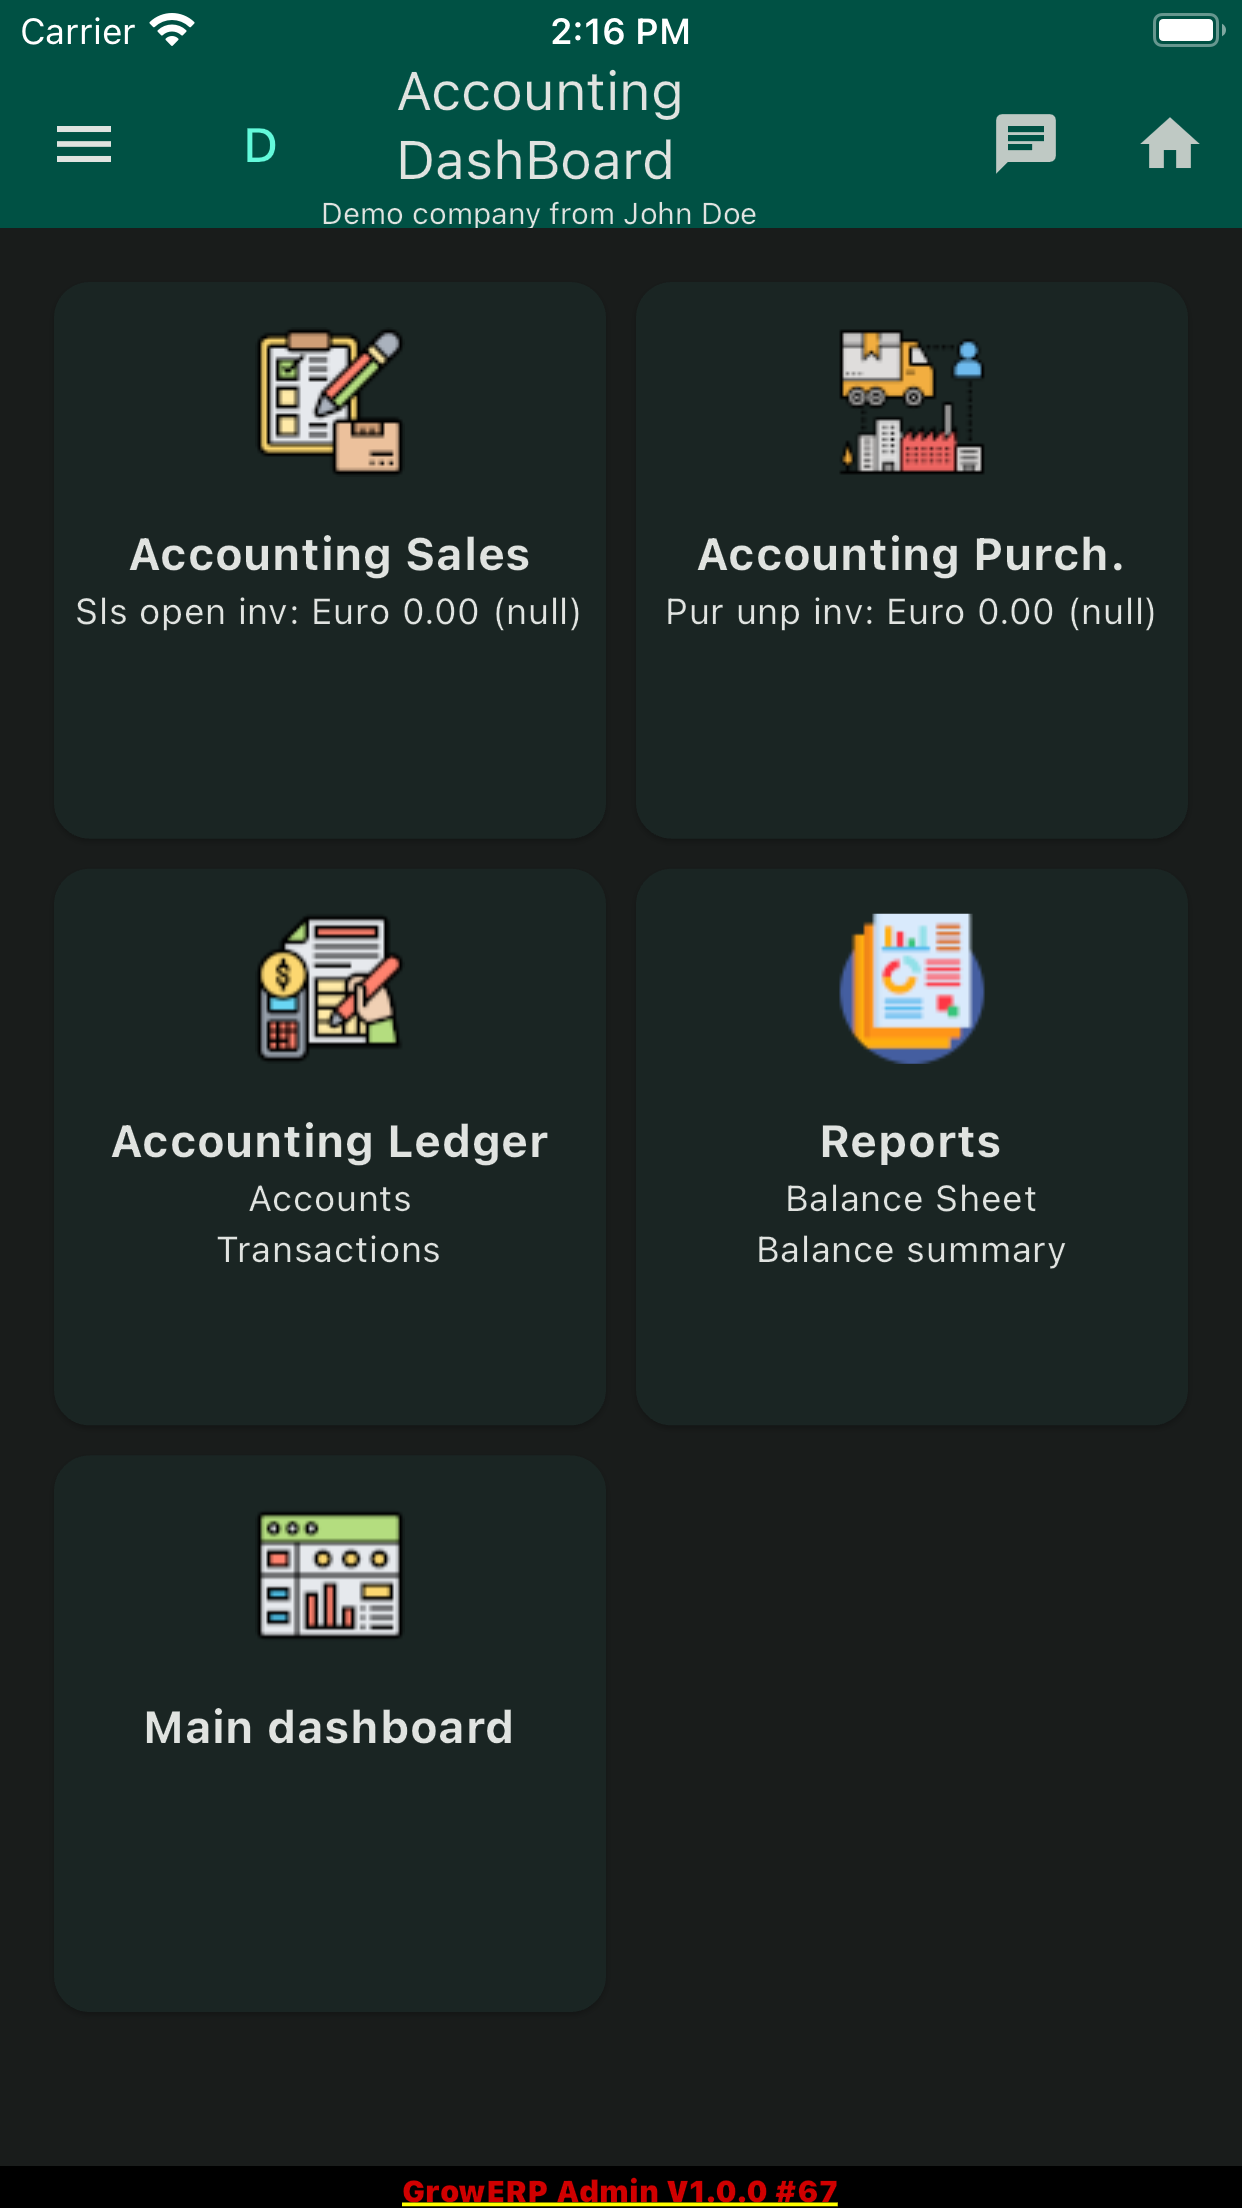 Carrier
2:16 PM
D
Accounting
DashBoard
Demo company from John Doe
Accounting Sales
Sls open inv: Euro 0.00 (null)
Accounting Purch.
Pur unp inv: Euro 0.00 (null)
Accounting Ledger
Accounts
Transactions
Reports
Balance Sheet
Balance summary
Main dashboard
GrowERP Admin V1.0.0 #67